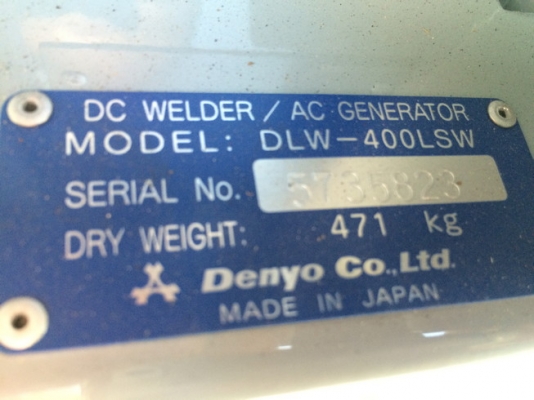 DC WELDER / AC GENERATOR
MODEL: DLW-400LSW
SERIAL No. 5735823
DRY WEIGHT: 471 kg
Denyo Co., Ltd.
MADE IN JAPAN